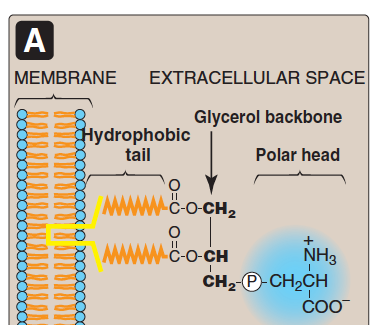 A
MEMBRANE EXTRACELLULAR SPACE
Glycerol backbone
Hydrophobic
tail
Polar head
O
C-O-CH2
O
C-O-CH
+
NH3
CH2-P-CH2CH
COO−